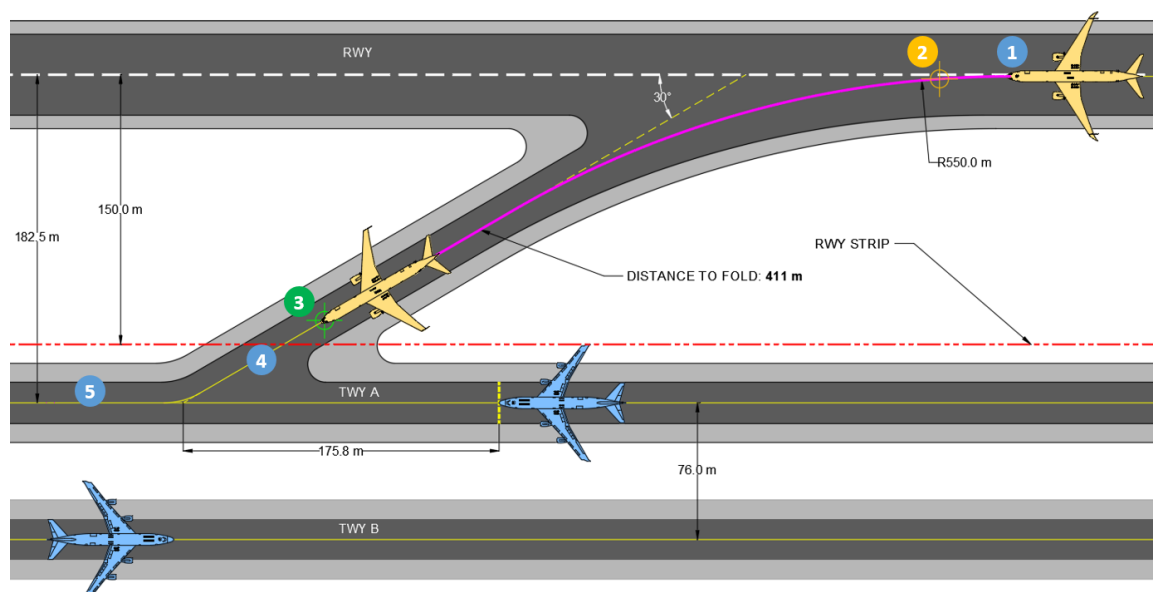 RWY
2
1
30°
R550.0 m
150.0 m
182.5 m
RWY STRIP
DISTANCE TO FOLD: 411 m
3
4
5
TWY A
175.8 m
76.0 m
TWY B